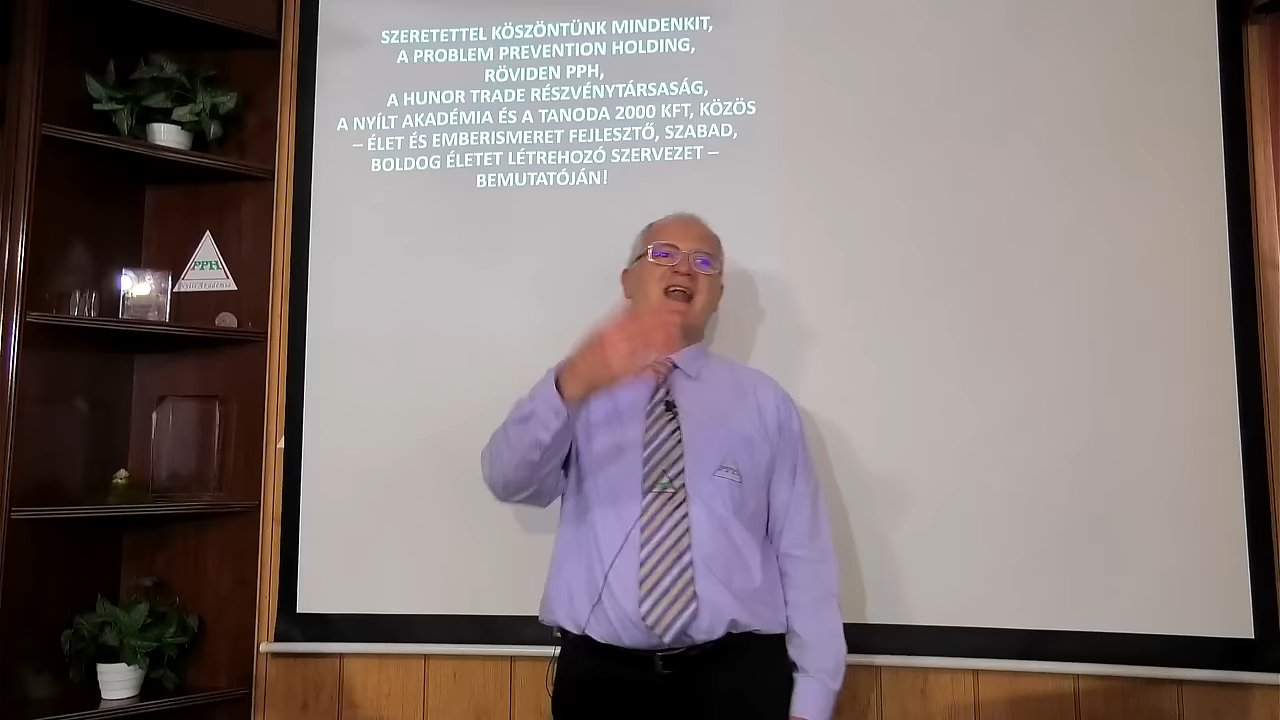 SZERETETTEL KÖSZÖNTÜNK MINDENKIT,
A PROBLEM PREVENTION HOLDING,
RÖVIDEN PPH,
A HUNOR TRADE RÉSZVÉNYTÁRSASÁG,
A NYÍLT AKADÉMIA ÉS A TANODA 2000 KFT, KÖZÖS
– ÉLET ÉS EMBERISMERET FEJLESZTŐ, SZABAD,
BOLDOG ÉLETET LÉTREHOZÓ SZERVEZET –
BEMUTATÓJÁN!
PPH
Nyílt Akadémia